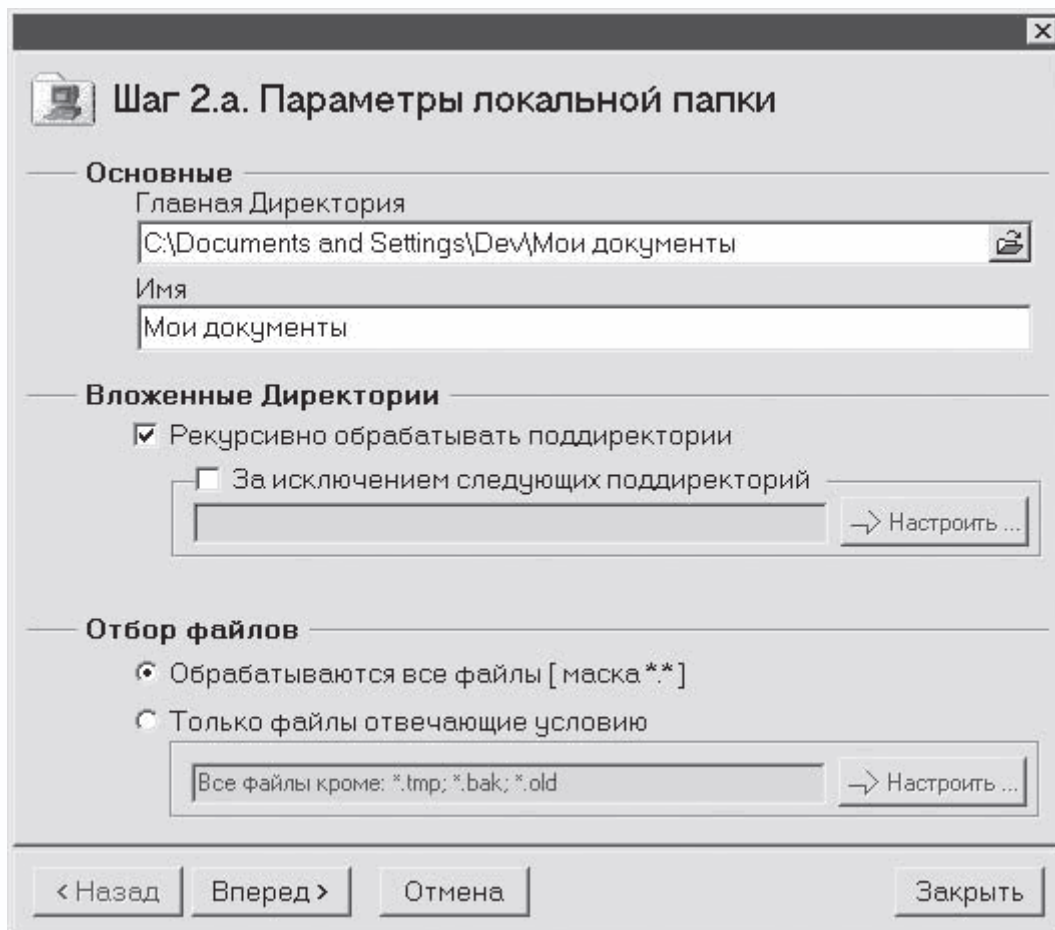 Шаг 2.а. Параметры локальной папки
Основные
Главная Директория
C:\Documents and Settings\Dev\Мои документы
Имя
Мои документы
Вложенные Директории
Рекурсивно обрабатывать поддиректории
За исключением следующих поддиректорий
Настроить ...
Отбор файлов
Обрабатываются все файлы [ маска *.* ]
Только файлы отвечающие условию
Все файлы кроме: *.tmp; *.bak; *.old
Настроить ...
< Назад Вперед > Отмена Закрыть